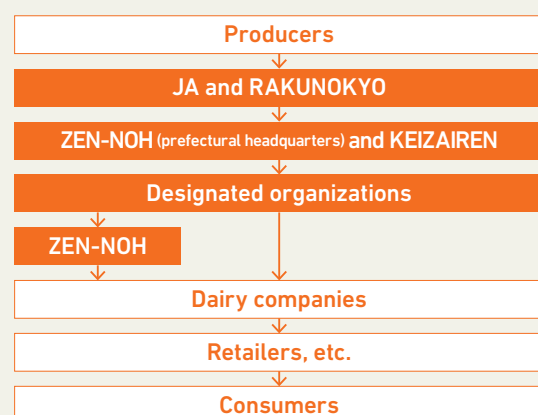 Producers
JA and RAKUNOKYO
ZEN-NOH (prefectural headquarters) and KEIZAIREN
Designated organizations
ZEN-NOH
Dairy companies
Retailers, etc.
Consumers